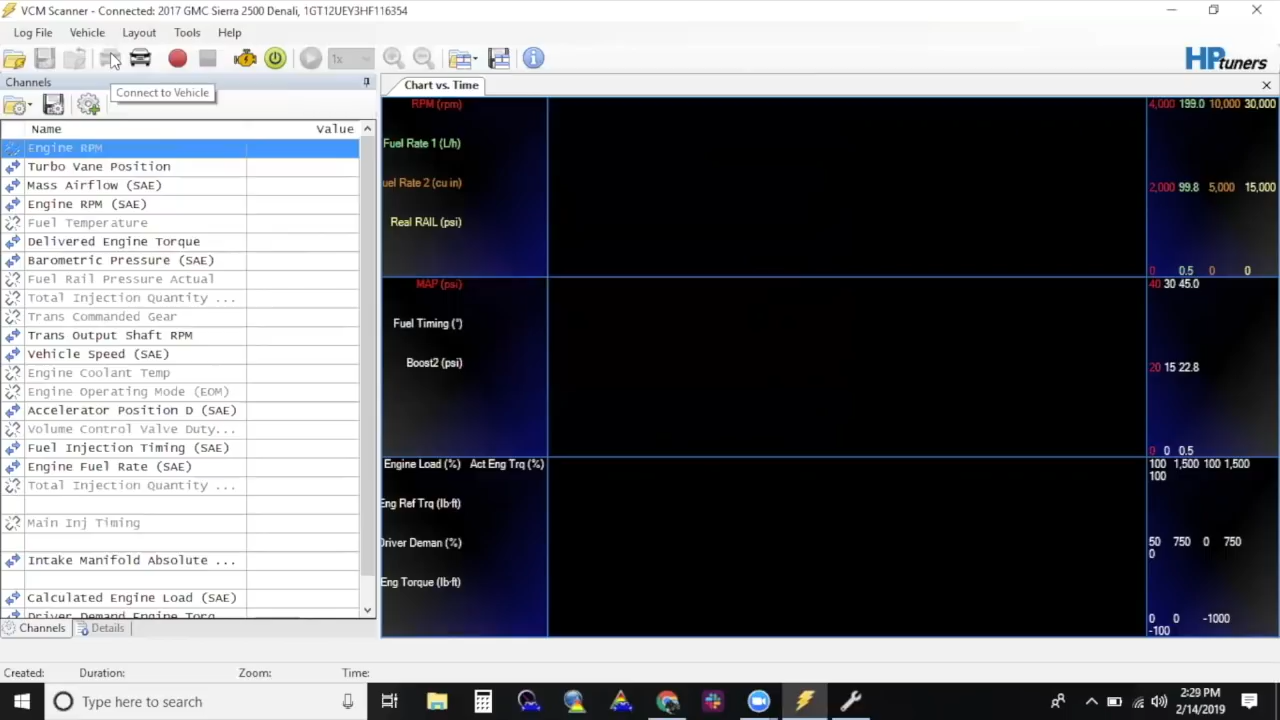 VCM Scanner - Connected: 2017 GMC Sierra 2500 Denali, 1GT12UEY3HF116354
Log File Vehicle Layout Tools Help
1x
HPtuners
Channels
Connect to Vehicle
Chart vs. Time
Name Value
Engine RPM
Turbo Vane Position
Mass Airflow (SAE)
Engine RPM (SAE)
Fuel Temperature
Delivered Engine Torque
Barometric Pressure (SAE)
Fuel Rail Pressure Actual
Total Injection Quantity ...
Trans Commanded Gear
Trans Output Shaft RPM
Vehicle Speed (SAE)
Engine Coolant Temp
Engine Operating Mode (EOM)
Accelerator Position D (SAE)
Volume Control Valve Duty...
Fuel Injection Timing (SAE)
Engine Fuel Rate (SAE)
Total Injection Quantity ...
Main Inj Timing
Intake Manifold Absolute ...
Calculated Engine Load (SAE)
Driver Demand Engine Torq
Channels Details
RPM (rpm)
Fuel Rate 1 (L/h)
uel Rate 2 (cu in)
Real RAIL (psi)
4,000 199.0 10,000 30,000
2,000 99.8 5,000 15,000
0 0.5 0 0
MAP (psi)
Fuel Timing (°)
Boost2 (psi)
40 30 45.0
20 15 22.8
0 0 0.5
Engine Load (%) Act Eng Trq (%)
Eng Ref Trq (lb·ft)
Driver Deman (%)
Eng Torque (lb·ft)
100 1,500 100 1,500
100
50 750 0 750
0
0 0 -1000
-100
Created: Duration: Zoom: Time:
Type here to search
2:29 PM
2/14/2019